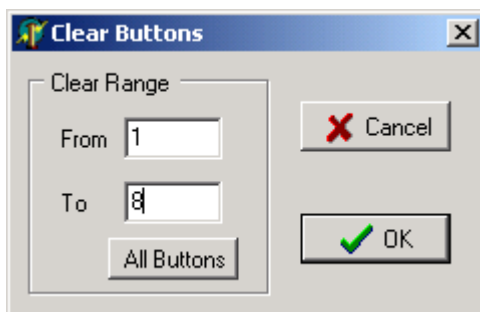 Clear Buttons
Clear Range
From 1
To 8
All Buttons
Cancel
OK